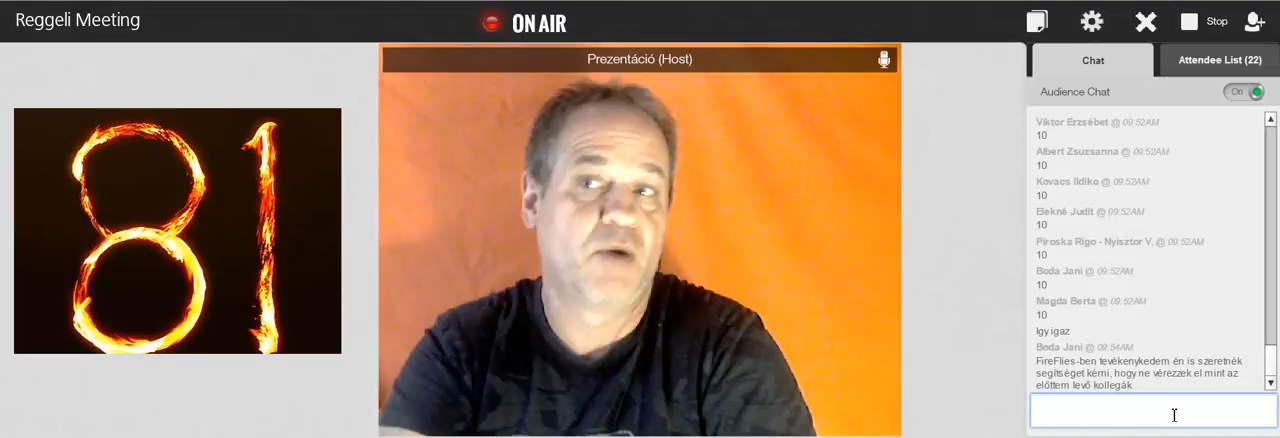 Reggeli Meeting
ON AIR
Stop
81
Prezentáció (Host)
Chat
Attendee List (22)
Audience Chat
On
Viktor Erzsébet @ 09:52AM
10
Albert Zsuzsanna @ 09:52AM
10
Kovacs Ildiko @ 09:52AM
10
Elekné Judit @ 09:52AM
10
Piroska Rigo - Nyisztor V. @ 09:52AM
10
Boda Jani @ 09:52AM
10
Magda Berta @ 09:52AM
10
Igy igaz
Boda Jani @ 09:54AM
FireFlies-ben tevékenykedem én is szeretnék
segítséget kérni, hogy ne vérezzek el mint az
előttem levő kollegák.